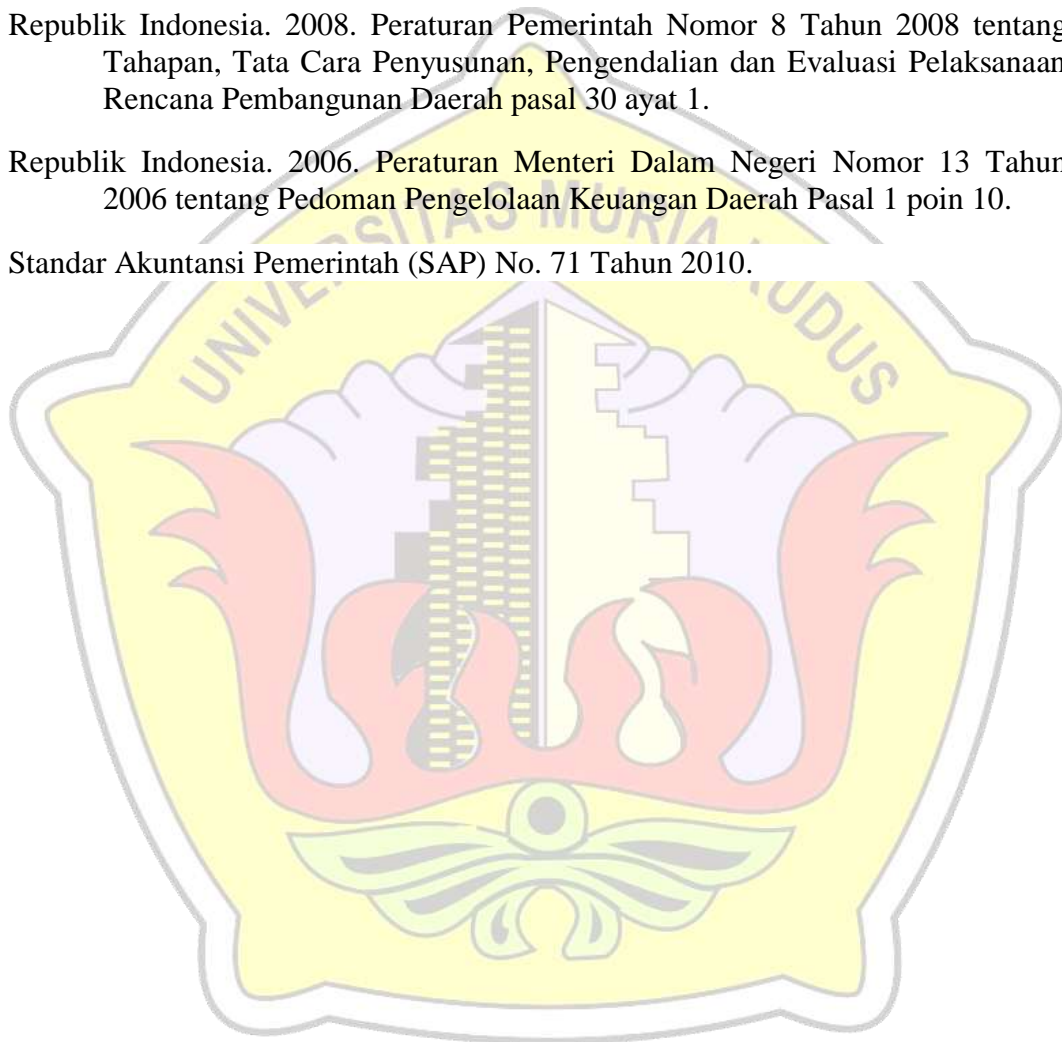 Republik Indonesia. 2008. Peraturan Pemerintah Nomor 8 Tahun 2008 tentang
Tahapan, Tata Cara Penyusunan, Pengendalian dan Evaluasi Pelaksanaan
Rencana Pembangunan Daerah pasal 30 ayat 1.
Republik Indonesia. 2006. Peraturan Menteri Dalam Negeri Nomor 13 Tahun
2006 tentang Pedoman Pengelolaan Keuangan Daerah Pasal 1 poin 10.
Standar Akuntansi Pemerintah (SAP) No. 71 Tahun 2010.
UNIVERSITAS MURIA KUDUS